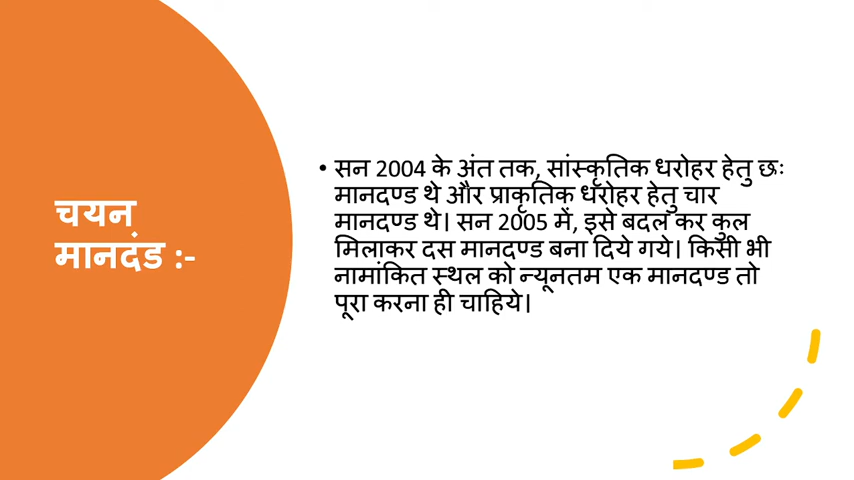 चयन
मानदंड :-
• सन 2004 के अंत तक, सांस्कृतिक धरोहर हेतु छः
मानदण्ड थे और प्राकृतिक धरोहर हेतु चार
मानदण्ड थे। सन 2005 में, इसे बदल कर कुल
मिलाकर दस मानदण्ड बना दिये गये। किसी भी
नामांकित स्थल को न्यूनतम एक मानदण्ड तो
पूरा करना ही चाहिये।